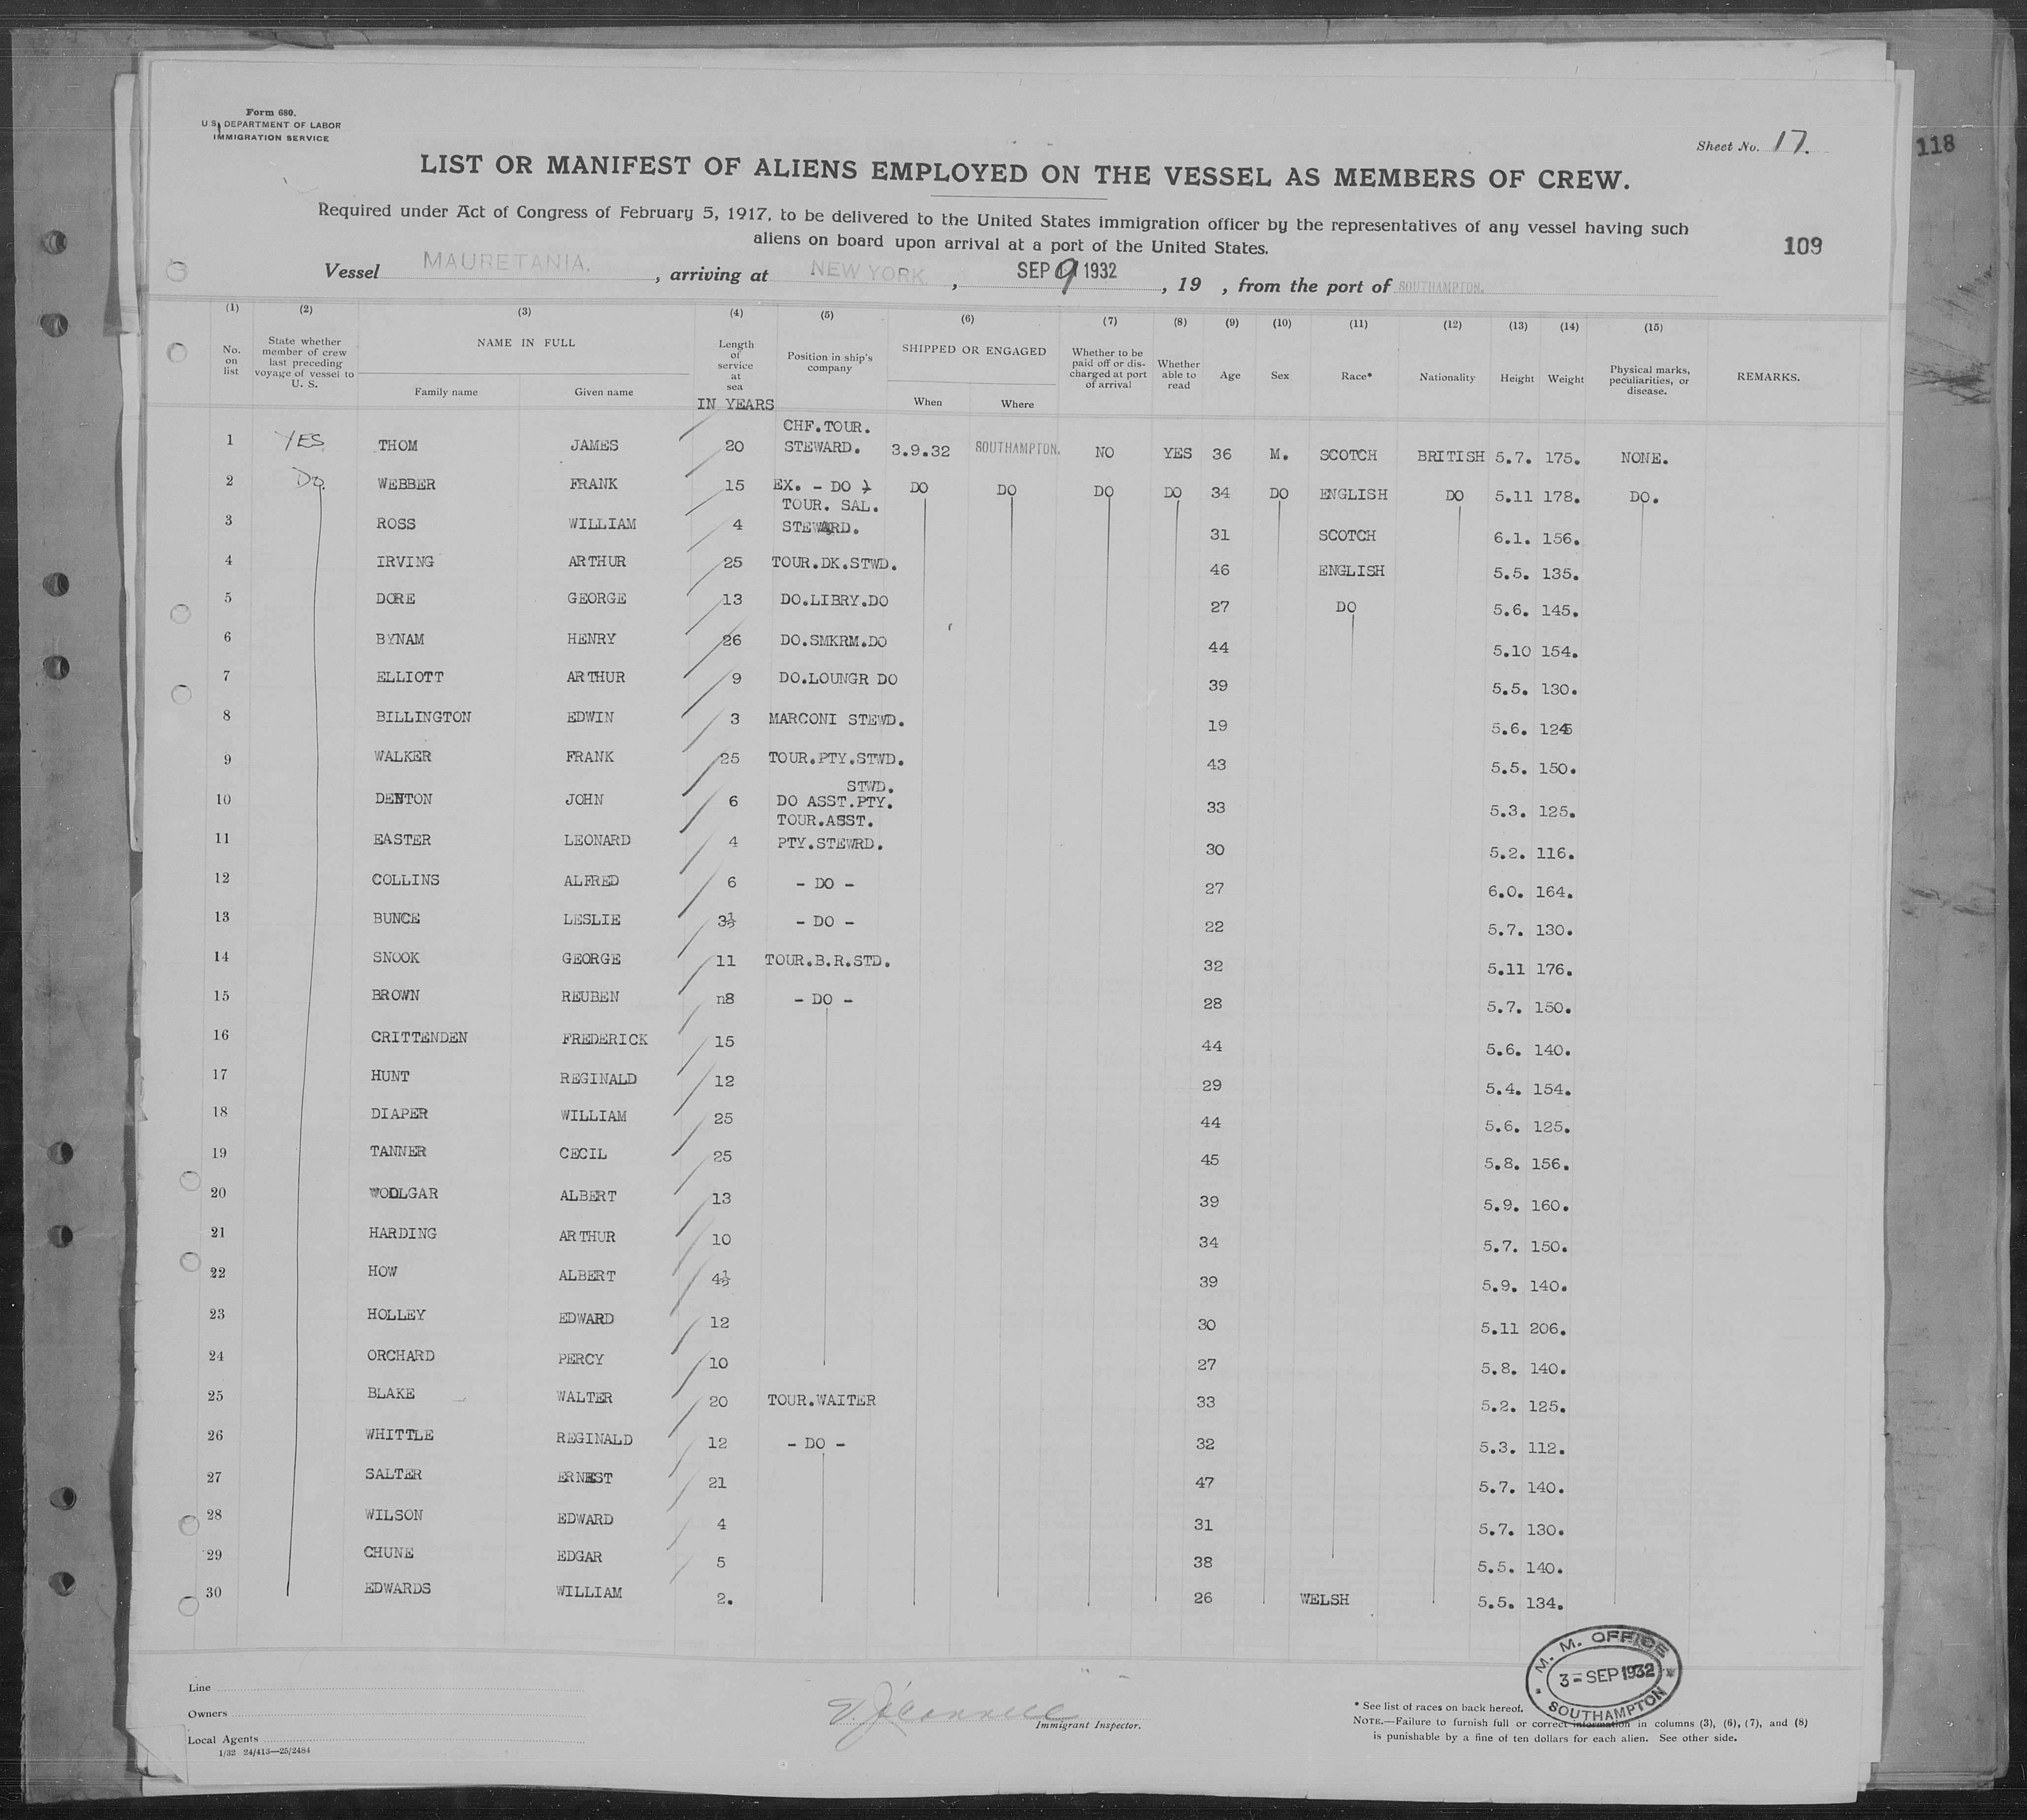 Form 680.
U. S. DEPARTMENT OF LABOR
IMMIGRATION SERVICE
Sheet No. 17.
118
LIST OR MANIFEST OF ALIENS EMPLOYED ON THE VESSEL AS MEMBERS OF CREW.
Required under Act of Congress of February 5, 1917, to be delivered to the United States immigration officer by the representatives of any vessel having such
aliens on board upon arrival at a port of the United States.
109
Vessel MAURETANIA. , arriving at NEW YORK , SEP 9 1932 , 19 , from the port of SOUTHAMPTON.
(1) (2) (3) (4) (5) (6) (7) (8) (9) (10) (11) (12) (13) (14) (15)
No. on list State whether member of crew last preceding voyage of vessel to U. S. NAME IN FULL Length of service at sea Position in ship's company SHIPPED OR ENGAGED Whether to be paid off or discharged at port of arrival Whether able to read Age Sex Race* Nationality Height Weight Physical marks, peculiarities, or disease. REMARKS.
Family name Given name IN YEARS When Where
1 YES THOM JAMES 20 CHF.TOUR. STEWARD. 3.9.32 SOUTHAMPTON. NO YES 36 M. SCOTCH BRITISH 5.7. 175. NONE.
2 Do. WEBBER FRANK 15 EX. - DO DO DO DO DO 34 DO ENGLISH DO 5.11 178. DO.
3 ROSS WILLIAM 4 TOUR. SAL. STEWARD. 31 SCOTCH 6.1. 156.
4 IRVING ARTHUR 25 TOUR.DK.STWD. 46 ENGLISH 5.5. 135.
5 DORE GEORGE 13 DO.LIBRY.DO 27 DO 5.6. 145.
6 BYNAM HENRY 26 DO.SMKRM.DO 44 5.10 154.
7 ELLIOTT ARTHUR 9 DO.LOUNGR DO 39 5.5. 130.
8 BILLINGTON EDWIN 3 MARCONI STEWD. 19 5.6.
9 WALKER FRANK 25 TOUR.PTY.STWD. 43 5.5. 150.
10 DENTON JOHN 6 DO ASST.PTY. STWD. 33 5.3. 125.
11 EASTER LEONARD 4 TOUR.ASST. PTY.STEWRD. 30 5.2. 116.
12 COLLINS ALFRED 6 - DO - 27 6.0. 164.
13 BUNCE LESLIE 3½ - DO - 22 5.7. 130.
14 SNOOK GEORGE 11 TOUR.B.R.STD. 32 5.11 176.
15 BROWN REUBEN n8 - DO - 28 5.7. 150.
16 CRITTENDEN FREDERICK 15 44 5.6. 140.
17 HUNT REGINALD 12 29 5.4. 154.
18 DIAPER WILLIAM 25 44 5.6. 125.
19 TANNER CECIL 25 45 5.8. 156.
20 WOOLGAR ALBERT 13 39 5.9. 160.
21 HARDING ARTHUR 10 34 5.7. 150.
22 HOW ALBERT 4½ 39 5.9. 140.
23 HOLLEY EDWARD 12 30 5.11 206.
24 ORCHARD PERCY 10 27 5.8. 140.
25 BLAKE WALTER 20 TOUR.WAITER 33 5.2. 125.
26 WHITTLE REGINALD 12 - DO - 32 5.3. 112.
27 SALTER ERNEST 21 47 5.7. 140.
28 WILSON EDWARD 4 31 5.7. 130.
29 CHUNE EDGAR 5 38 5.5. 140.
30 EDWARDS WILLIAM 2. 26 WELSH 5.5. 134.
M. M. OFFICE
3 - SEP 1932
SOUTHAMPTON
Line
Owners
Local Agents
1/32 24/413—25/2484
Immigrant Inspector.
* See list of races on back hereof.
NOTE.—Failure to furnish full or correct information in columns (3), (6), (7), and (8)
is punishable by a fine of ten dollars for each alien. See other side.